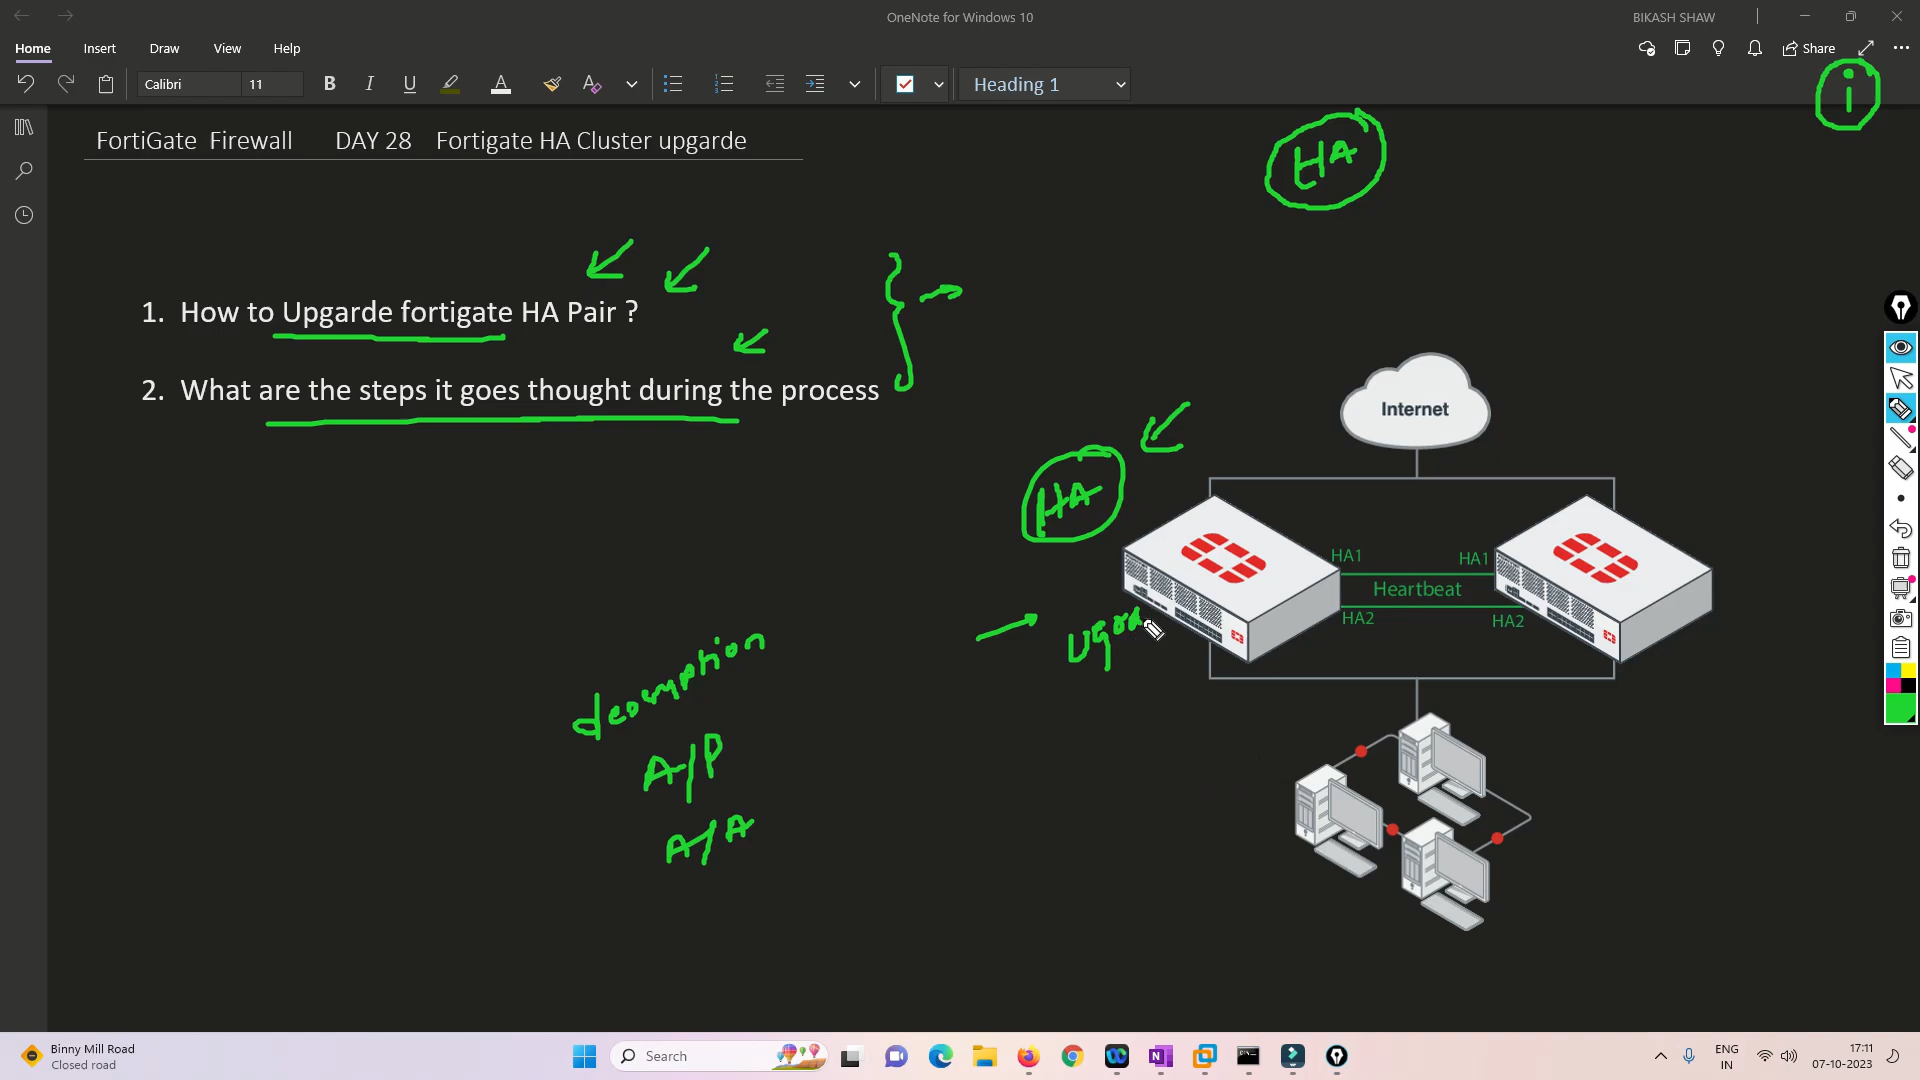 OneNote for Windows 10
BIKASH SHAW
Home Insert Draw View Help
Share
Calibri 11 B I U A A Heading 1
i
FortiGate Firewall DAY 28 Fortigate HA Cluster upgarde
HA
1. How to Upgarde fortigate HA Pair ?
2. What are the steps it goes thought during the process
Internet
HA
HA1 HA1
Heartbeat
HA2 HA2
A/P
A/A
Binny Mill Road
Closed road
Search
ENG
IN
17:11
07-10-2023